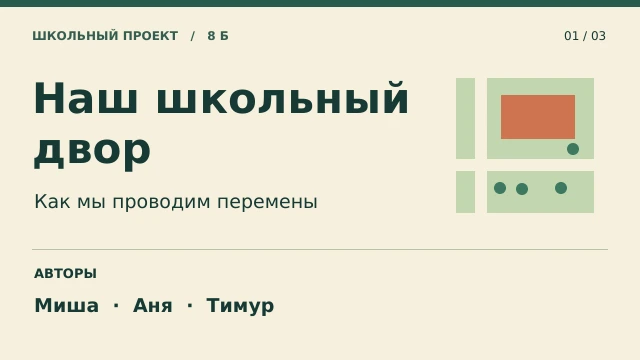 ШКОЛЬНЫЙ ПРОЕКТ / 8 Б
01 / 03
Наш школьный
двор
Как мы проводим перемены
АВТОРЫ
Миша · Аня · Тимур